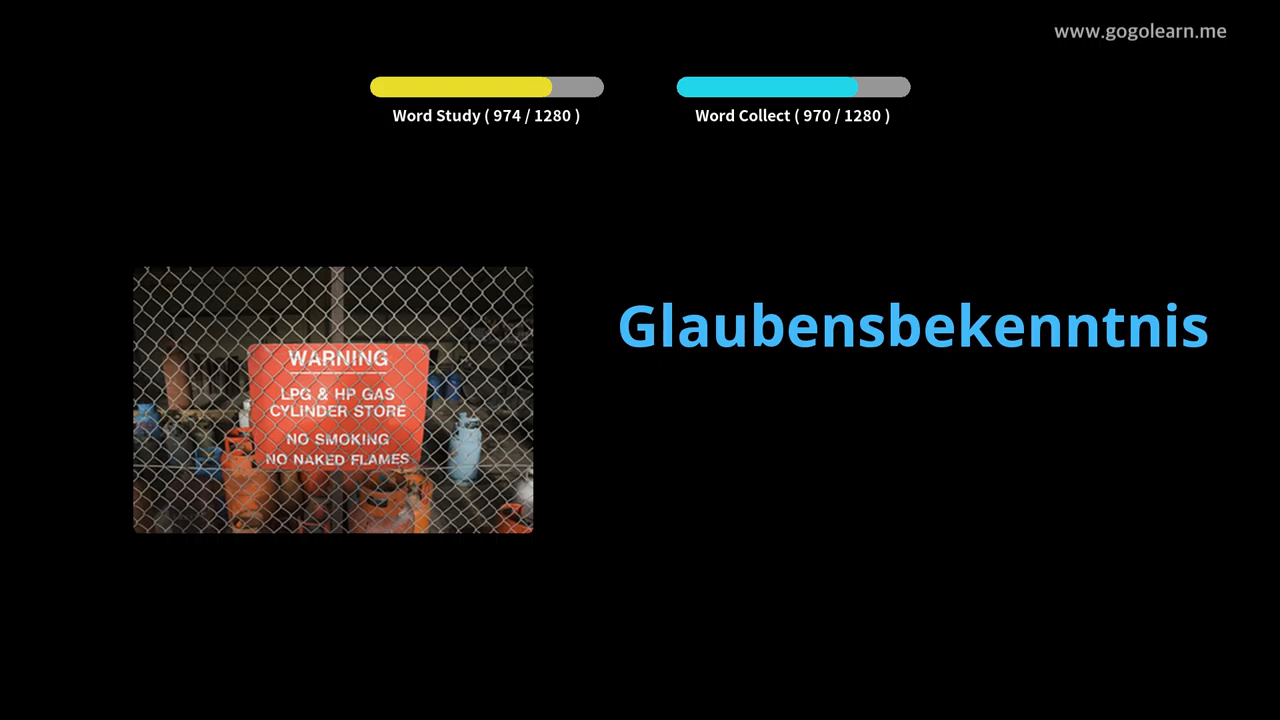 www.gogolearn.me
Word Study ( 974 / 1280 )
Word Collect ( 970 / 1280 )
Glaubensbekenntnis
WARNING
LPG & HP GAS
CYLINDER STORE
NO SMOKING
NO NAKED FLAMES